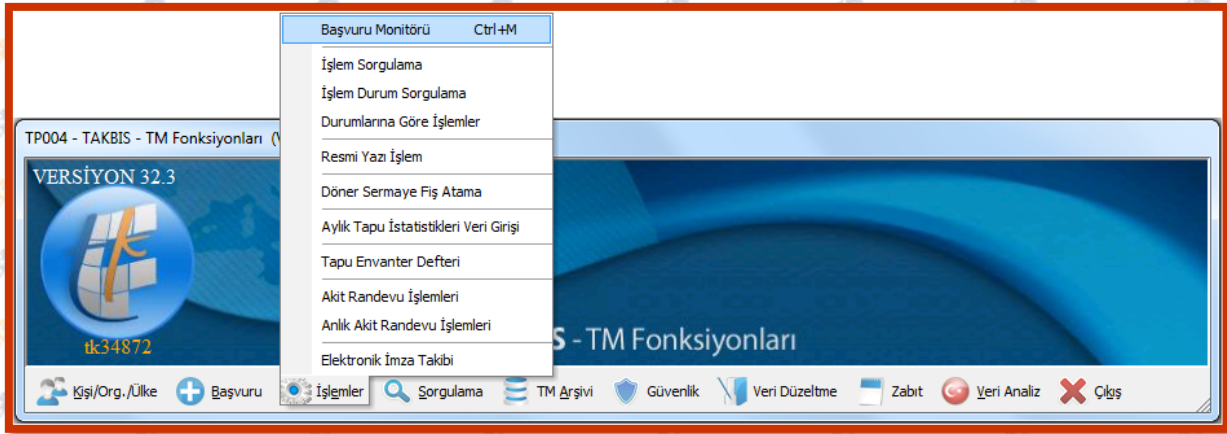 Başvuru Monitörü Ctrl+M
İşlem Sorgulama
İşlem Durum Sorgulama
Durumlarına Göre İşlemler
Resmi Yazı İşlem
Döner Sermaye Fiş Atama
Aylık Tapu İstatistikleri Veri Girişi
Tapu Envanter Defteri
Akit Randevu İşlemleri
Anlık Akit Randevu İşlemleri
Elektronik İmza Takibi
TP004 - TAKBIS - TM Fonksiyonları (V
VERSİYON 32.3
tk34872
S - TM Fonksiyonları
Kişi/Org./Ülke Başvuru İşlemler Sorgulama TM Arşivi Güvenlik Veri Düzeltme Zabıt Veri Analiz Çıkış